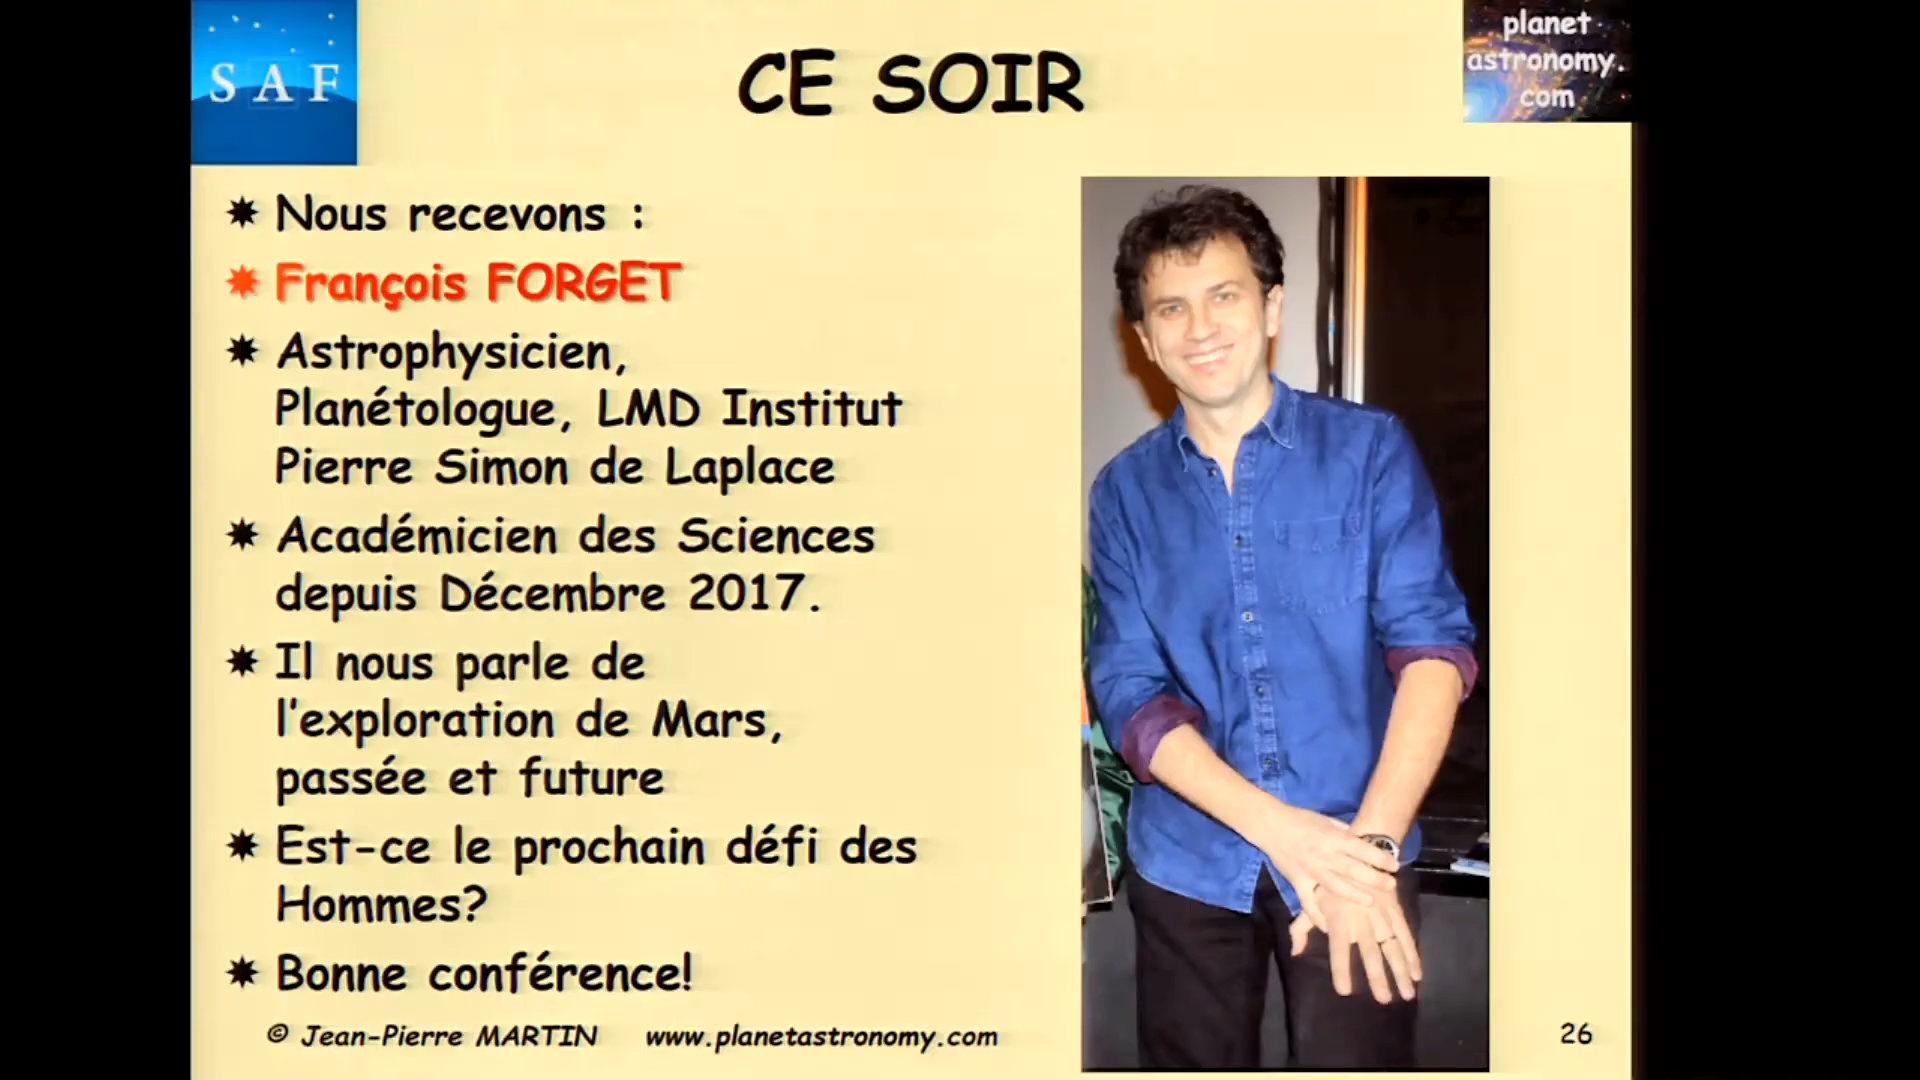 SAF
planet
astronomy.
com
CE SOIR
Nous recevons :
François FORGET
Astrophysicien,
Planétologue, LMD Institut
Pierre Simon de Laplace
Académicien des Sciences
depuis Décembre 2017.
Il nous parle de
l'exploration de Mars,
passée et future
Est-ce le prochain défi des
Hommes?
Bonne conférence!
© Jean-Pierre MARTIN www.planetastronomy.com
26